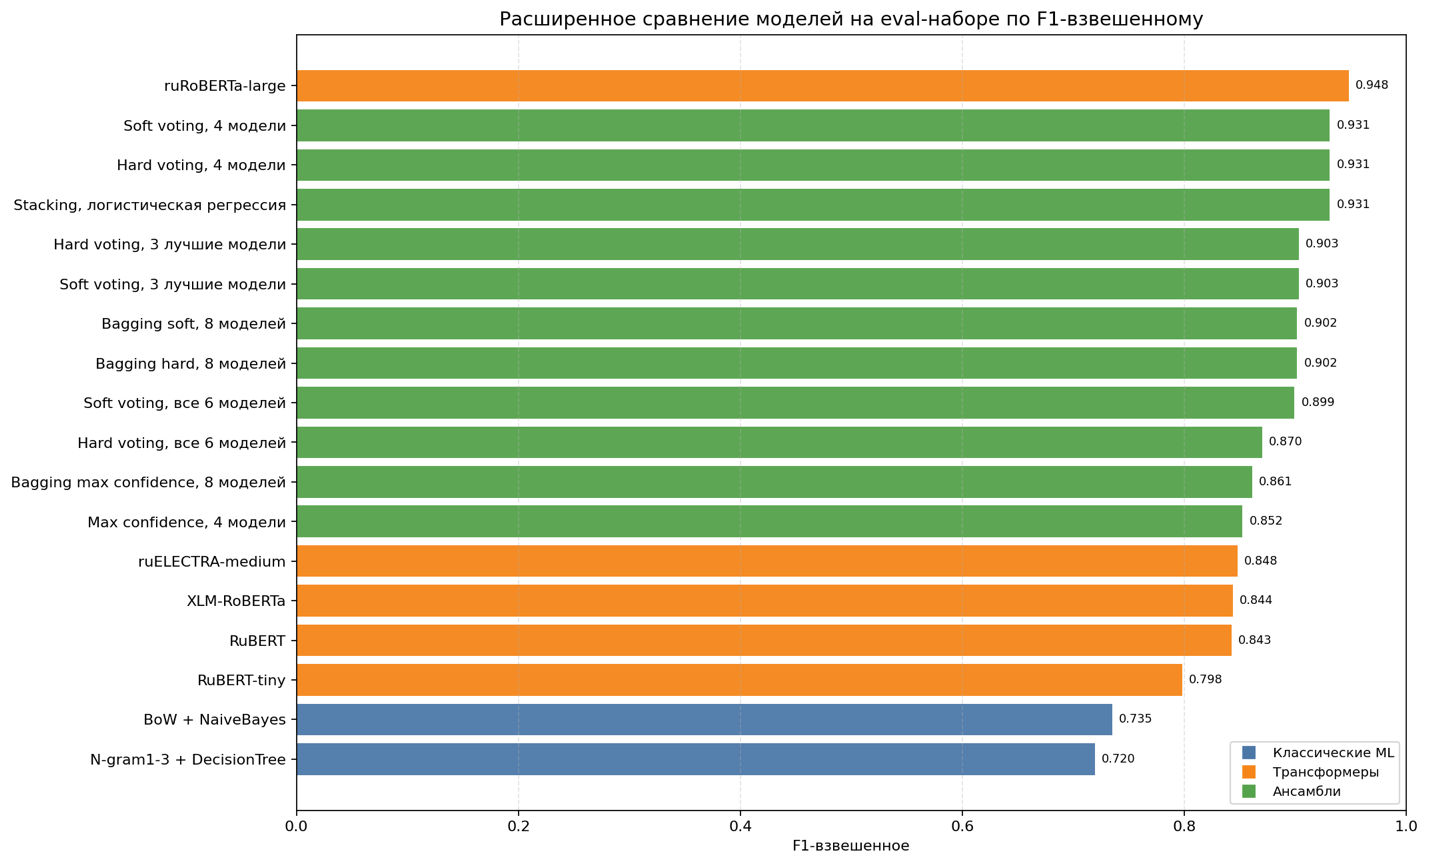 Расширенное сравнение моделей на eval-наборе по F1-взвешенному
ruRoBERTa-large 0.948
Soft voting, 4 модели 0.931
Hard voting, 4 модели 0.931
Stacking, логистическая регрессия 0.931
Hard voting, 3 лучшие модели 0.903
Soft voting, 3 лучшие модели 0.903
Bagging soft, 8 моделей 0.902
Bagging hard, 8 моделей 0.902
Soft voting, все 6 моделей 0.899
Hard voting, все 6 моделей 0.870
Bagging max confidence, 8 моделей 0.861
Max confidence, 4 модели 0.852
ruELECTRA-medium 0.848
XLM-RoBERTa 0.844
RuBERT 0.843
RuBERT-tiny 0.798
BoW + NaiveBayes 0.735
N-gram1-3 + DecisionTree 0.720
Классические ML
Трансформеры
Ансамбли
0.0 0.2 0.4 0.6 0.8 1.0
F1-взвешенное